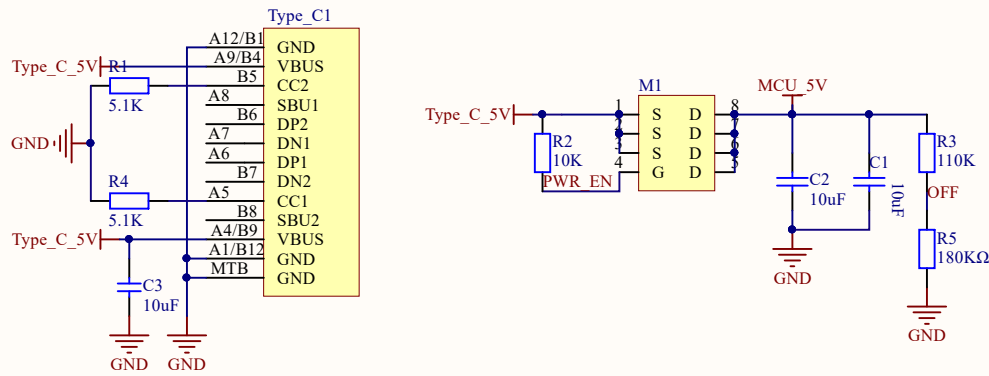 Type_C1
A12/B1 GND
Type_C_5V A9/B4 VBUS
R1 B5 CC2
5.1K A8 SBU1
B6 DP2
GND A7 DN1
A6 DP1
B7 DN2
R4 A5 CC1
5.1K B8 SBU2
Type_C_5V A4/B9 VBUS
A1/B12 GND
MTB GND
C3
10uF
GND GND
M1 MCU_5V
Type_C_5V 1 S D 8
R2 2 S D 7 R3
10K 3 S D 6 110K
4 G D 5
PWR_EN
C2 C1
10uF 10uF
OFF
R5
180KΩ
GND
GND